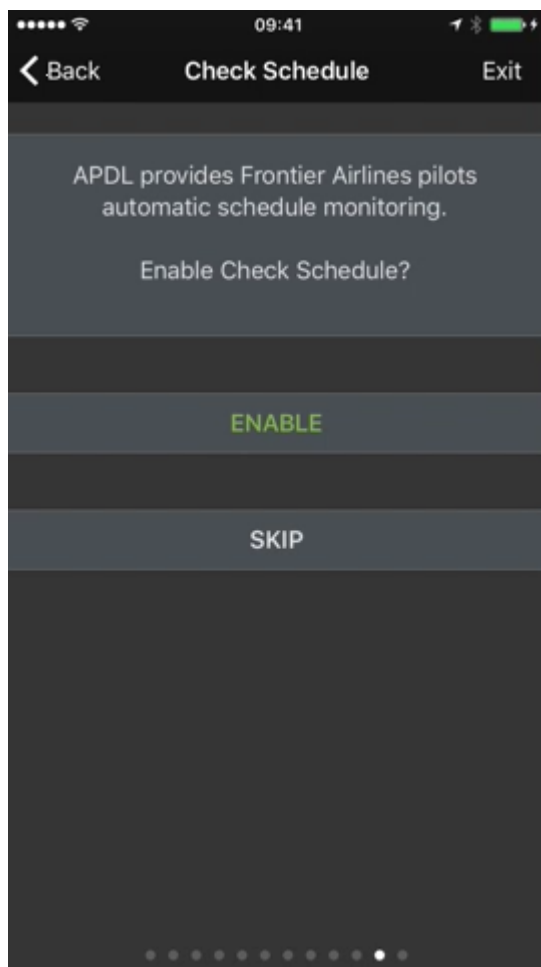 09:41
Back
Check Schedule
Exit
APDL provides Frontier Airlines pilots
automatic schedule monitoring.
Enable Check Schedule?
ENABLE
SKIP